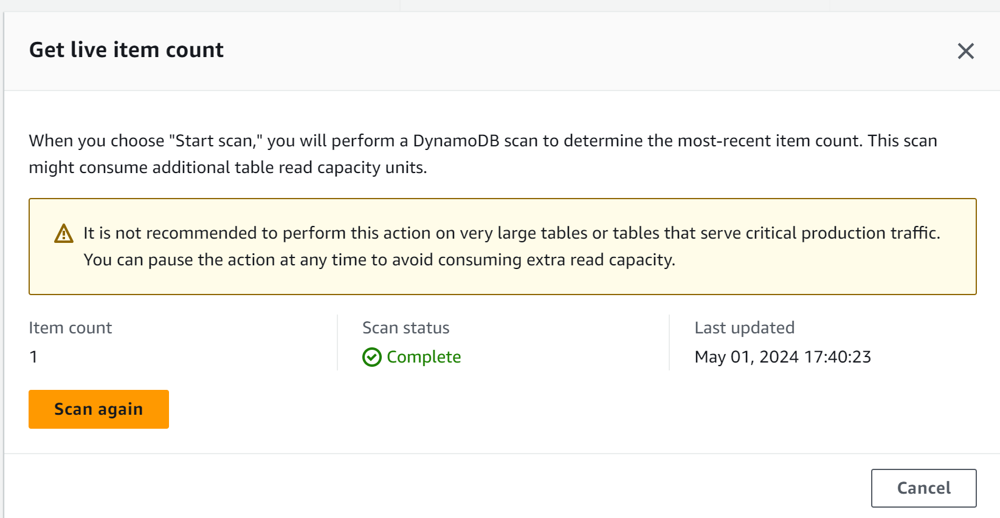 Get live item count
When you choose "Start scan," you will perform a DynamoDB scan to determine the most-recent item count. This scan
might consume additional table read capacity units.
It is not recommended to perform this action on very large tables or tables that serve critical production traffic.
You can pause the action at any time to avoid consuming extra read capacity.
Item count
1
Scan status
Complete
Last updated
May 01, 2024 17:40:23
Scan again
Cancel